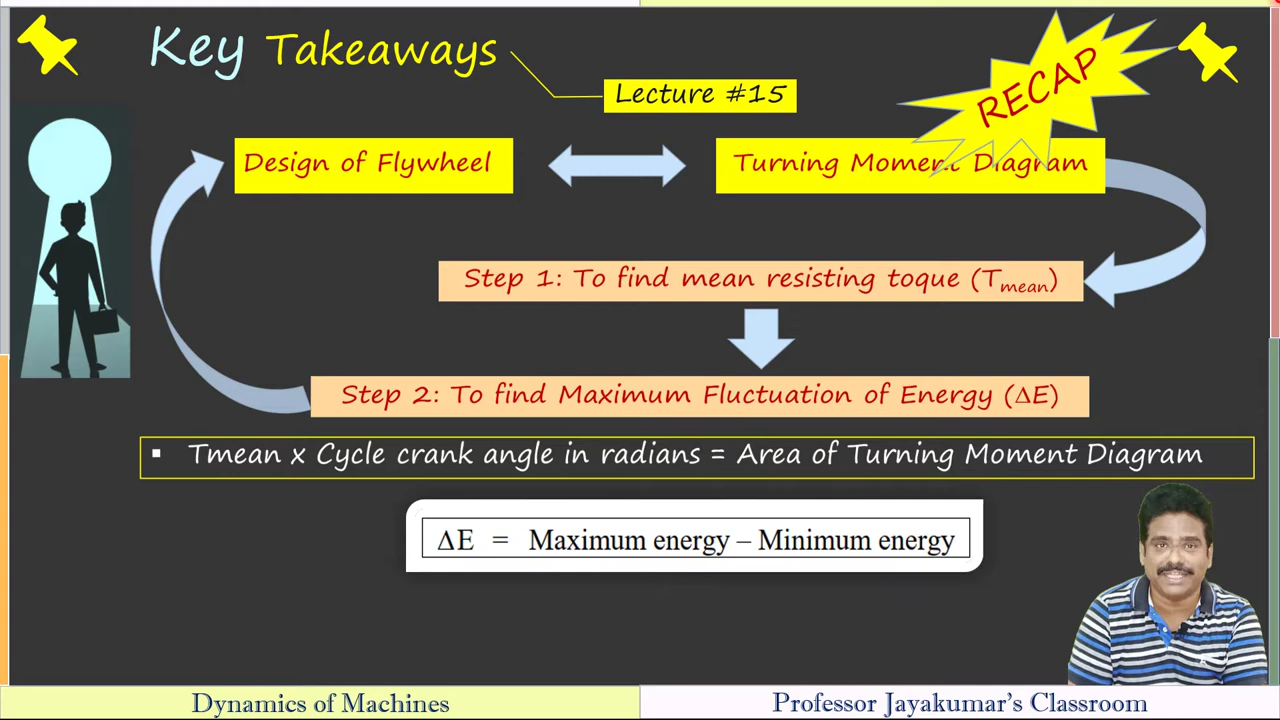 Key Takeaways
Lecture #15
RECAP
Design of Flywheel
Turning Moment Diagram
Step 1: To find mean resisting toque (Tmean)
Step 2: To find Maximum Fluctuation of Energy (ΔE)
▪ Tmean x Cycle crank angle in radians = Area of Turning Moment Diagram
ΔE = Maximum energy – Minimum energy
Dynamics of Machines
Professor Jayakumar's Classroom